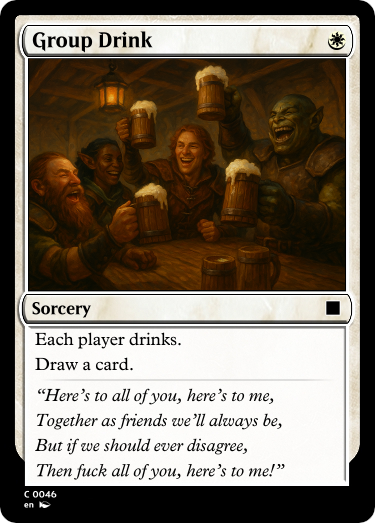 Group Drink
Sorcery
Each player drinks.
Draw a card.
“Here’s to all of you, here’s to me,
Together as friends we’ll always be,
But if we should ever disagree,
Then fuck all of you, here’s to me!”
C 0046
en